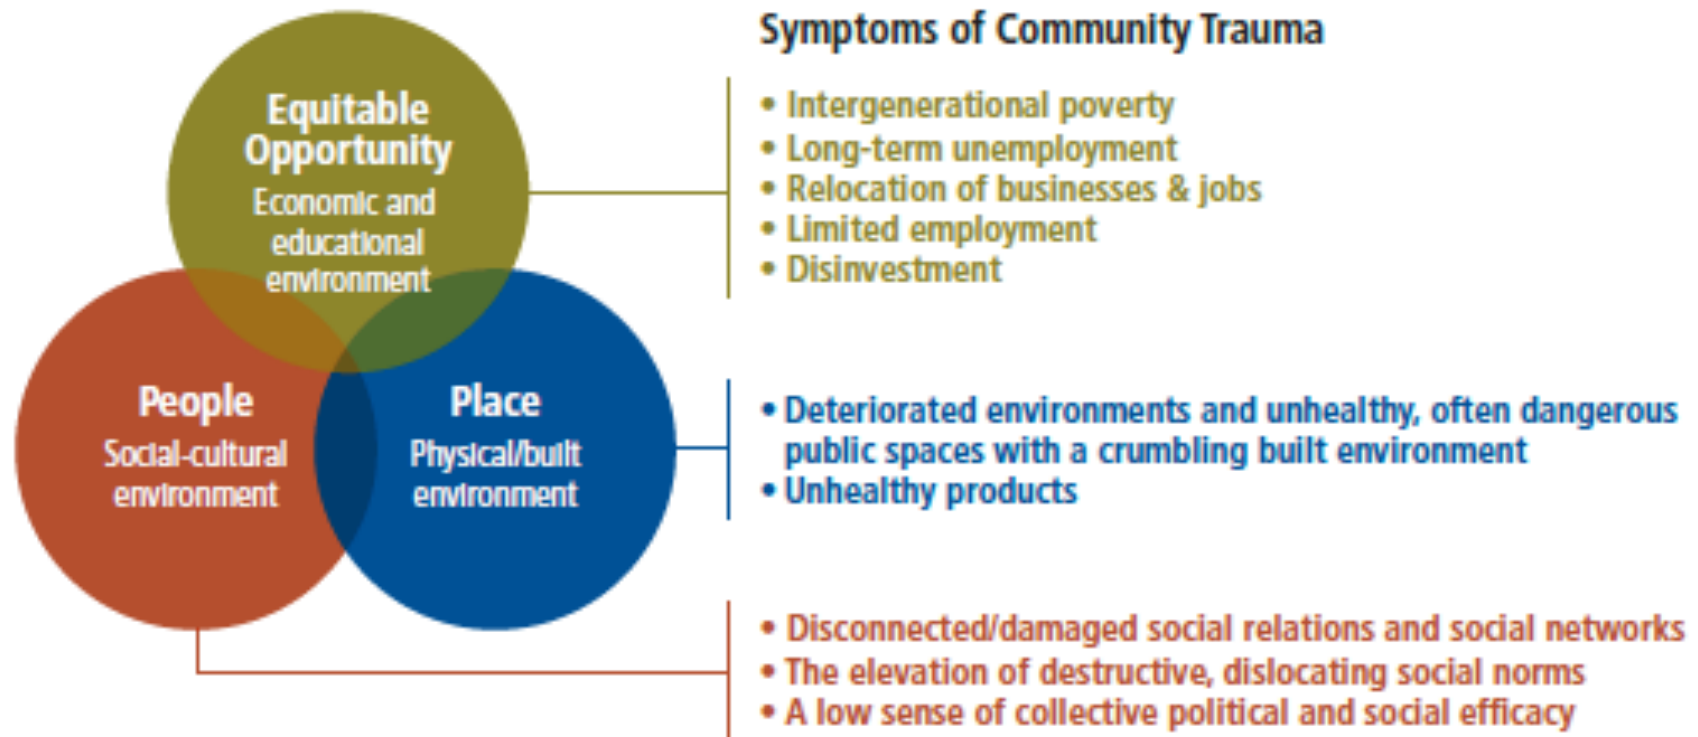 Symptoms of Community Trauma
Equitable
Opportunity
Economic and
educational
environment
• Intergenerational poverty
• Long-term unemployment
• Relocation of businesses & jobs
• Limited employment
• Disinvestment
People
Social-cultural
environment
Place
Physical/built
environment
• Deteriorated environments and unhealthy, often dangerous
public spaces with a crumbling built environment
• Unhealthy products
• Disconnected/damaged social relations and social networks
• The elevation of destructive, dislocating social norms
• A low sense of collective political and social efficacy